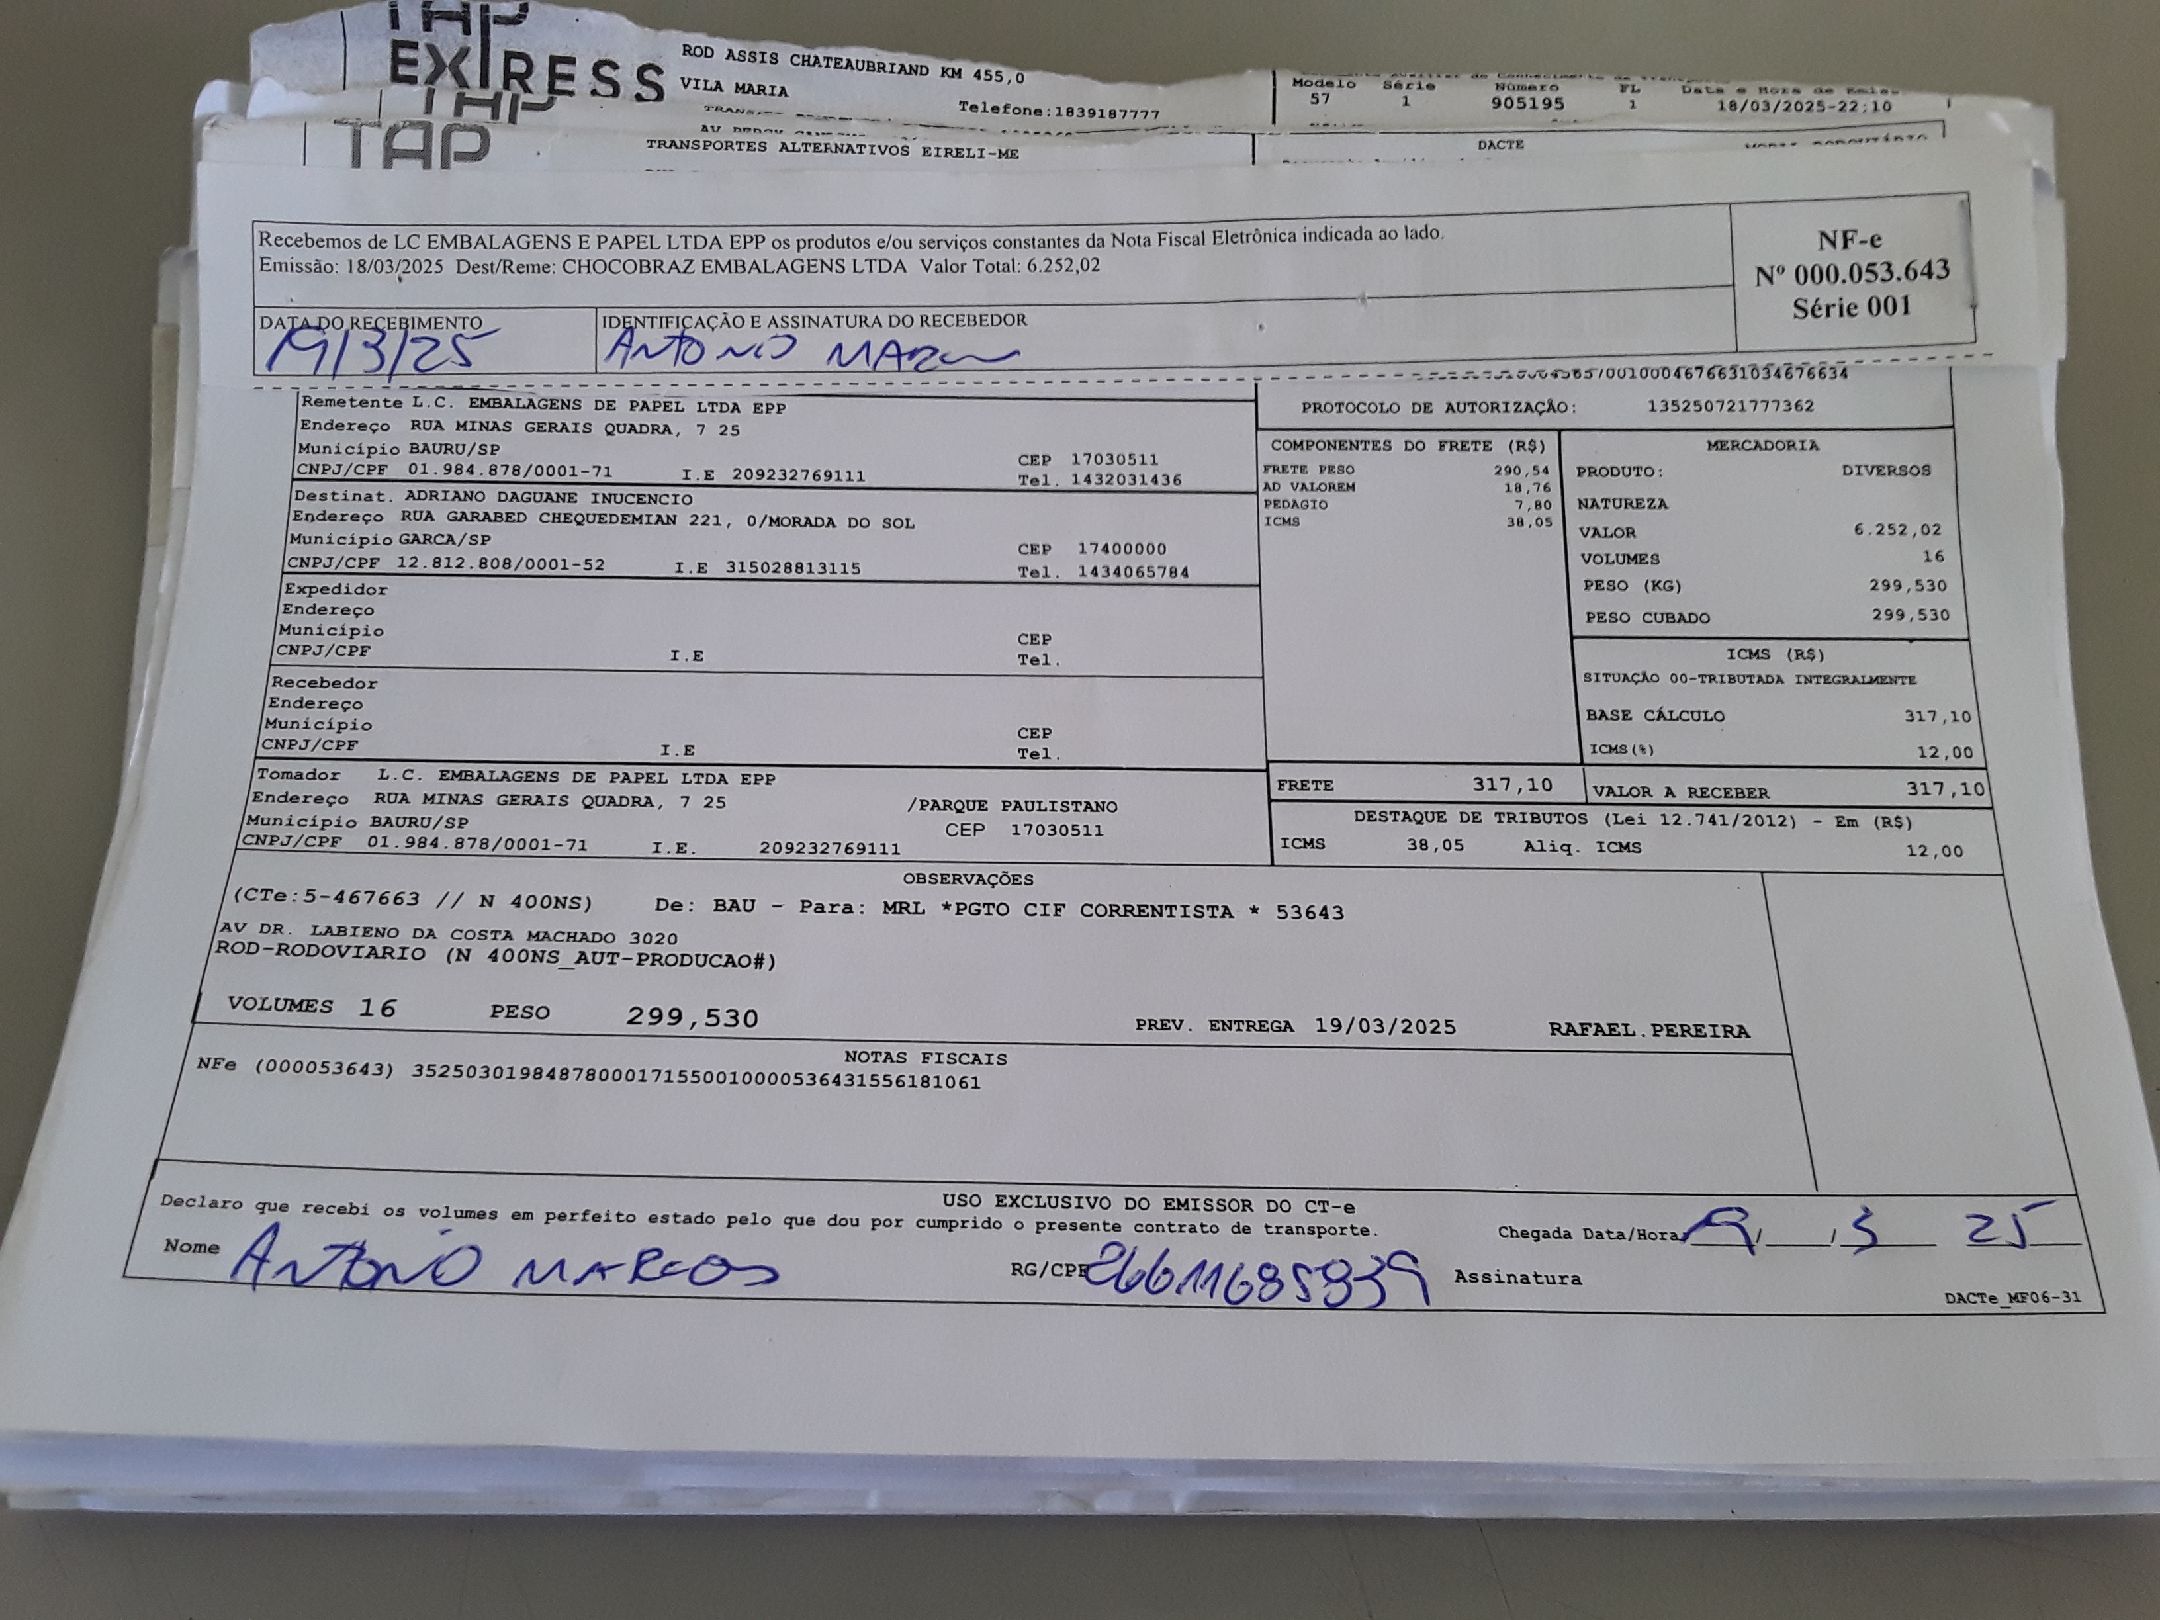 TAP
EXPRESS
ROD ASSIS CHATEAUBRIAND KM 455,0
VILA MARIA
Telefone:1839187777
Modelo Série Número FL
57 1 905195 1 18/03/2025-22:10
TAP
TRANSPORTES ALTERNATIVOS EIRELI-ME
DACTE
Recebemos de LC EMBALAGENS E PAPEL LTDA EPP os produtos e/ou serviços constantes da Nota Fiscal Eletrônica indicada ao lado.
Emissão: 18/03/2025 Dest/Reme: CHOCOBRAZ EMBALAGENS LTDA Valor Total: 6.252,02
NF-e
Nº 000.053.643
Série 001
DATA DO RECEBIMENTO
19/3/25
IDENTIFICAÇÃO E ASSINATURA DO RECEBEDOR
ANTONIO
Remetente L.C. EMBALAGENS DE PAPEL LTDA EPP
Endereço RUA MINAS GERAIS QUADRA, 7 25
Município BAURU/SP CEP 17030511
CNPJ/CPF 01.984.878/0001-71 I.E 209232769111 Tel. 1432031436
Destinat. ADRIANO DAGUANE INUCENCIO
Endereço RUA GARABED CHEQUEDEMIAN 221, 0/MORADA DO SOL
Município GARCA/SP CEP 17400000
CNPJ/CPF 12.812.808/0001-52 I.E 315028813115 Tel. 1434065784
Expedidor
Endereço
Município CEP
CNPJ/CPF I.E Tel.
Recebedor
Endereço
Município CEP
CNPJ/CPF I.E Tel.
Tomador L.C. EMBALAGENS DE PAPEL LTDA EPP
Endereço RUA MINAS GERAIS QUADRA, 7 25 /PARQUE PAULISTANO
Município BAURU/SP CEP 17030511
CNPJ/CPF 01.984.878/0001-71 I.E. 209232769111
PROTOCOLO DE AUTORIZAÇÃO: 135250721777362
COMPONENTES DO FRETE (R$)
FRETE PESO 290,54
AD VALOREM 18,76
PEDAGIO 7,80
ICMS 38,05
MERCADORIA
PRODUTO: DIVERSOS
NATUREZA
VALOR 6.252,02
VOLUMES 16
PESO (KG) 299,530
PESO CUBADO 299,530
ICMS (R$)
SITUAÇÃO 00-TRIBUTADA INTEGRALMENTE
BASE CÁLCULO 317,10
ICMS(%) 12,00
FRETE 317,10
VALOR A RECEBER 317,10
DESTAQUE DE TRIBUTOS (Lei 12.741/2012) - Em (R$)
ICMS 38,05 Aliq. ICMS 12,00
OBSERVAÇÕES
(CTe:5-467663 // N 400NS) De: BAU - Para: MRL *PGTO CIF CORRENTISTA * 53643
AV DR. LABIENO DA COSTA MACHADO 3020
ROD-RODOVIARIO (N 400NS_AUT-PRODUCAO#)
VOLUMES 16 PESO 299,530 PREV. ENTREGA 19/03/2025 RAFAEL.PEREIRA
NOTAS FISCAIS
NFe (000053643) 35250301984878000171550010000536431556181061
USO EXCLUSIVO DO EMISSOR DO CT-e
Declaro que recebi os volumes em perfeito estado pelo que dou por cumprido o presente contrato de transporte.
Chegada Data/Hora 19/ /3 25
Nome ANTONIO MARCOS RG/CPF 26611685839 Assinatura
DACTe_MF06-31